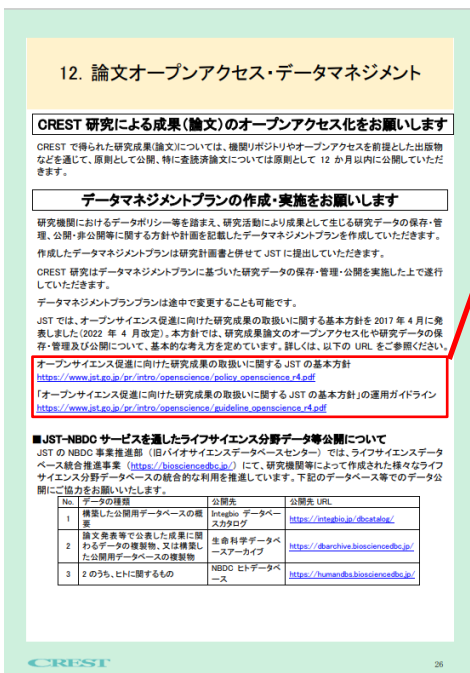 12. 論文オープンアクセス・データマネジメント
CREST 研究による成果(論文)のオープンアクセス化をお願いします
CREST で得られた研究成果(論文)については、機関リポジトリやオープンアクセスを前提とした出版物
などを通じて、原則として公開、特に査読済論文については原則として 12 か月以内に公開していただ
きます。
データマネジメントプランの作成・実施をお願いします
研究機関におけるデータポリシー等を踏まえ、研究活動により成果として生じる研究データの保存・管
理、公開・非公開等に関する方針や計画を記載したデータマネジメントプランを作成していただきます。
作成したデータマネジメントプランは研究計画書と併せて JST に提出していただきます。
CREST 研究はデータマネジメントプランに基づいた研究データの保存・管理・公開を実施した上で遂行
していただきます。
データマネジメントプランプランは途中で変更することも可能です。
JST では、オープンサイエンス促進に向けた研究成果の取扱いに関する基本方針を 2017 年 4 月に発
表しました(2022 年 4 月改定)。本方針では、研究成果論文のオープンアクセス化や研究データの保
存・管理及び公開について、基本的な考え方を定めています。詳しくは、以下の URL をご参照ください。
オープンサイエンス促進に向けた研究成果の取扱いに関する JST の基本方針
https://www.jst.go.jp/pr/intro/openscience/policy_openscience_r4.pdf
「オープンサイエンス促進に向けた研究成果の取扱いに関する JST の基本方針」の運用ガイドライン
https://www.jst.go.jp/pr/intro/openscience/guideline_openscience_r4.pdf
■JST-NBDC サービスを通したライフサイエンス分野データ等公開について
JST の NBDC 事業推進部(旧バイオサイエンスデータベースセンター)では、ライフサイエンスデータ
ベース統合推進事業(https://biosciencedbc.jp/)にて、研究機関等によって作成された様々なライフ
サイエンス分野データベースの統合的な利用を推進しています。下記のデータベース等でのデータ公
開にご協力をお願いいたします。
No. データの種類 公開先 公開 URL
1 構築した公開用データベースの概要 Integbio データベースカタログ https://integbio.jp/dbcatalog/
2 論文発表等で公表した成果に関わるデータの複製物、又は構築した公開用データベースの複製物 生命科学データベースアーカイブ https://dbarchive.biosciencedbc.jp/
3 2 のうち、ヒトに関するもの NBDC ヒトデータベース https://humandbs.biosciencedbc.jp/
CREST 26